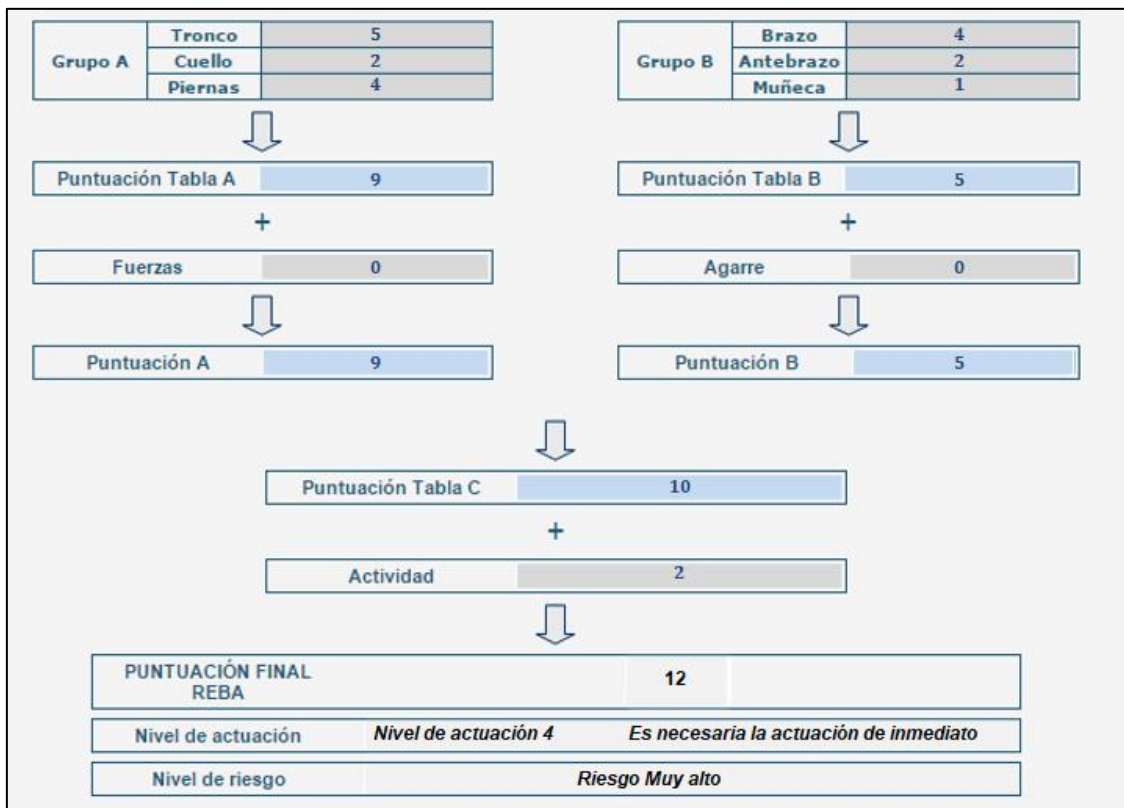 Grupo A
Tronco 5
Cuello 2
Piernas 4
Grupo B
Brazo 4
Antebrazo 2
Muñeca 1
Puntuación Tabla A 9
Puntuación Tabla B 5
+
+
Fuerzas 0
Agarre 0
Puntuación A 9
Puntuación B 5
Puntuación Tabla C 10
+
Actividad 2
PUNTUACIÓN FINAL
REBA
12
Nivel de actuación Nivel de actuación 4 Es necesaria la actuación de inmediato
Nivel de riesgo Riesgo Muy alto